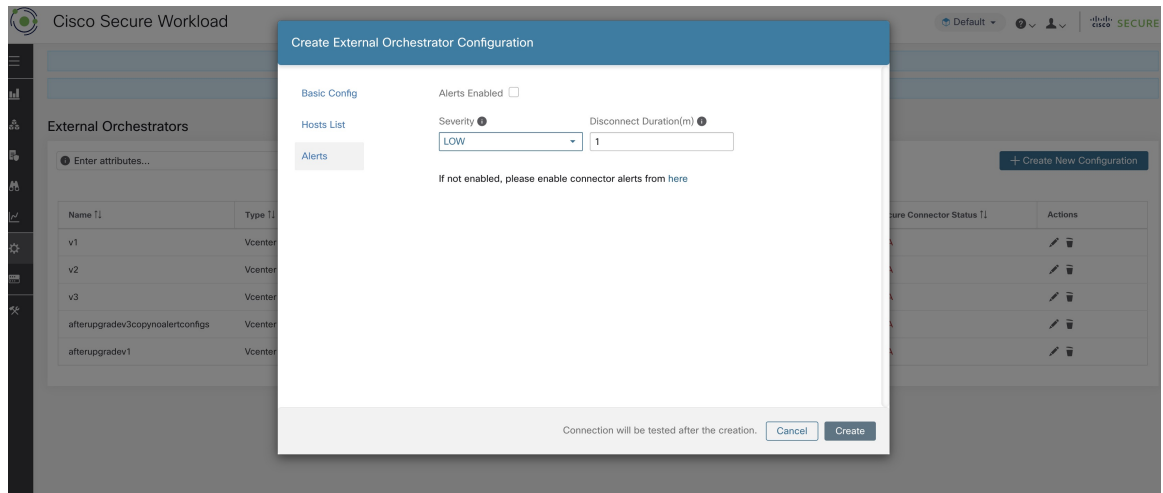 Cisco Secure Workload
Default
cisco SECURE
Create External Orchestrator Configuration
Basic Config
Hosts List
Alerts
Alerts Enabled
Severity
Disconnect Duration(m)
LOW
1
If not enabled, please enable connector alerts from here
External Orchestrators
Enter attributes...
+ Create New Configuration
Name Type cure Connector Status Actions
v1 Vcenter
v2 Vcenter
v3 Vcenter
afterupgradev3copynoalertconfigs Vcenter
afterupgradev1 Vcenter
Connection will be tested after the creation. Cancel Create